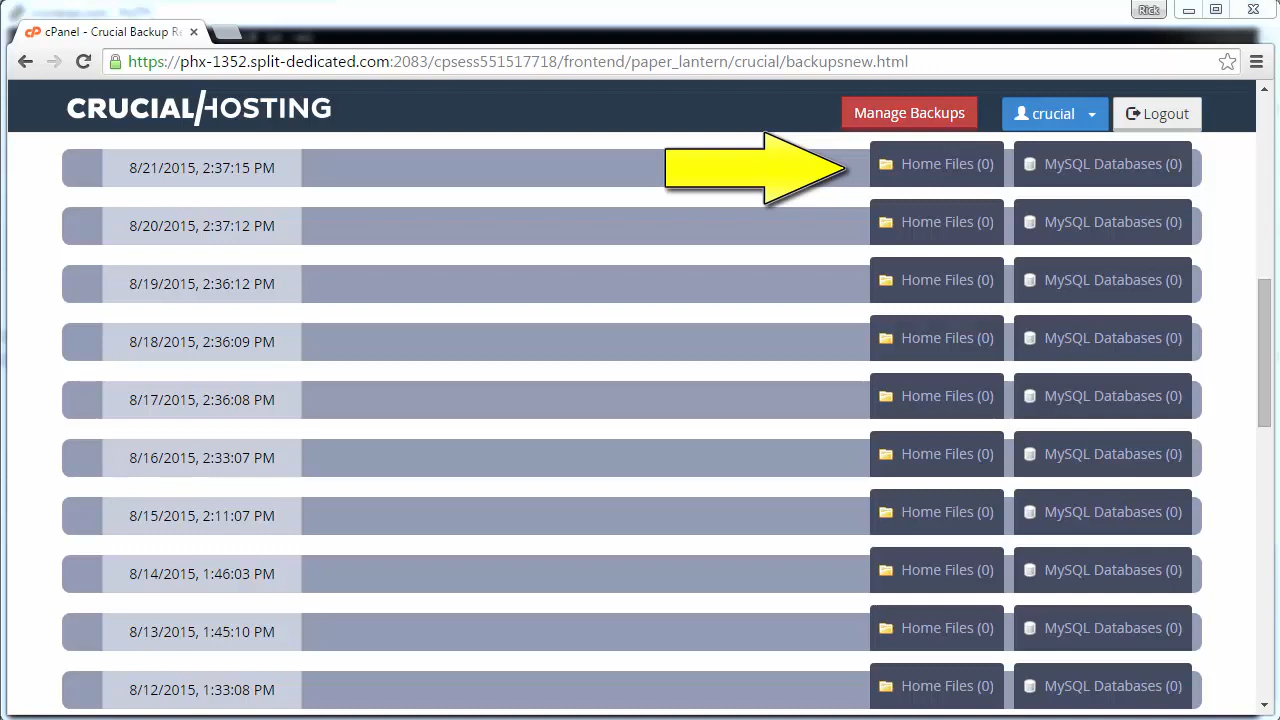 Rick
cPanel - Crucial Backup Re
https://phx-1352.split-dedicated.com:2083/cpsess551517718/frontend/paper_lantern/crucial/backupsnew.html
CRUCIAL/HOSTING
Manage Backups
crucial
Logout
8/21/2015, 2:37:15 PM Home Files (0) MySQL Databases (0)
8/20/2015, 2:37:12 PM Home Files (0) MySQL Databases (0)
8/19/2015, 2:36:12 PM Home Files (0) MySQL Databases (0)
8/18/2015, 2:36:09 PM Home Files (0) MySQL Databases (0)
8/17/2015, 2:36:08 PM Home Files (0) MySQL Databases (0)
8/16/2015, 2:33:07 PM Home Files (0) MySQL Databases (0)
8/15/2015, 2:11:07 PM Home Files (0) MySQL Databases (0)
8/14/2015, 1:46:03 PM Home Files (0) MySQL Databases (0)
8/13/2015, 1:45:10 PM Home Files (0) MySQL Databases (0)
8/12/2015, 1:33:08 PM Home Files (0) MySQL Databases (0)